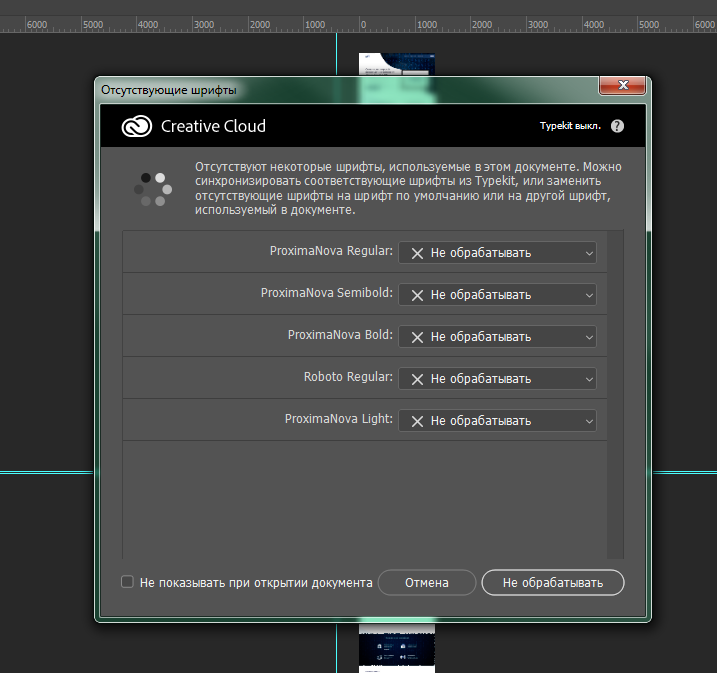 6000 5000 4000 3000 2000 1000 0 1000 2000 3000 4000 5000 6000
Отсутствующие шрифты
Creative Cloud
Typekit выкл. ?
Отсутствуют некоторые шрифты, используемые в этом документе. Можно
синхронизировать соответствующие шрифты из Typekit, или заменить
отсутствующие шрифты на шрифт по умолчанию или на другой шрифт,
используемый в документе.
ProximaNova Regular: Не обрабатывать
ProximaNova Semibold: Не обрабатывать
ProximaNova Bold: Не обрабатывать
Roboto Regular: Не обрабатывать
ProximaNova Light: Не обрабатывать
Не показывать при открытии документа Отмена Не обрабатывать